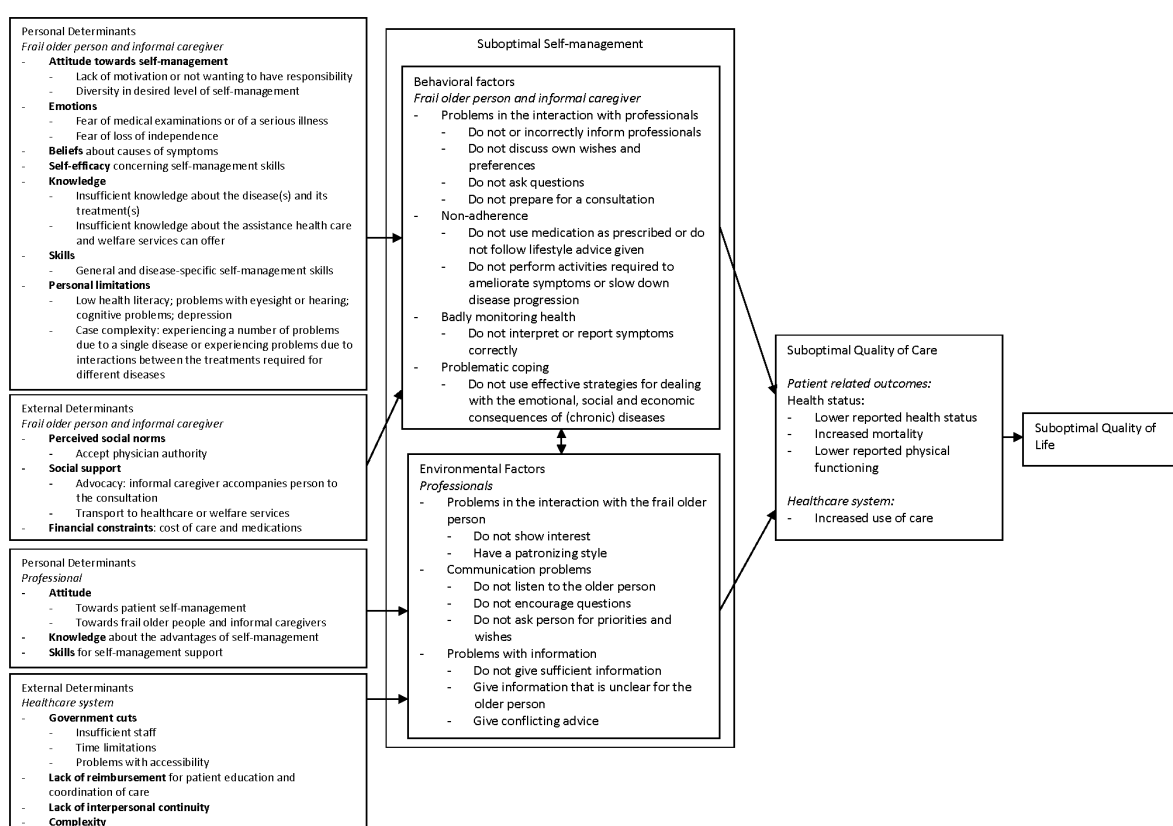 Personal Determinants
Frail older person and informal caregiver
- Attitude towards self-management
- Lack of motivation or not wanting to have responsibility
- Diversity in desired level of self-management
- Emotions
- Fear of medical examinations or of a serious illness
- Fear of loss of independence
- Beliefs about causes of symptoms
- Self-efficacy concerning self-management skills
- Knowledge
- Insufficient knowledge about the disease(s) and its
treatment(s)
- Insufficient knowledge about the assistance health care
and welfare services can offer
- Skills
- General and disease-specific self-management skills
- Personal limitations
- Low health literacy; problems with eyesight or hearing;
cognitive problems; depression
- Case complexity: experiencing a number of problems
due to a single disease or experiencing problems due to
interactions between the treatments required for
different diseases
External Determinants
Frail older person and informal caregiver
- Perceived social norms
- Accept physician authority
- Social support
- Advocacy: informal caregiver accompanies person to
the consultation
- Transport to healthcare or welfare services
- Financial constraints: cost of care and medications
Personal Determinants
Professional
- Attitude
- Towards patient self-management
- Towards frail older people and informal caregivers
- Knowledge about the advantages of self-management
- Skills for self-management support
External Determinants
Healthcare system
- Government cuts
- Insufficient staff
- Time limitations
- Problems with accessibility
- Lack of reimbursement for patient education and
coordination of care
- Lack of interpersonal continuity
- Complexity
Suboptimal Self-management
Behavioral factors
Frail older person and informal caregiver
- Problems in the interaction with professionals
- Do not or incorrectly inform professionals
- Do not discuss own wishes and
preferences
- Do not ask questions
- Do not prepare for a consultation
- Non-adherence
- Do not use medication as prescribed or do
not follow lifestyle advice given
- Do not perform activities required to
ameliorate symptoms or slow down
disease progression
- Badly monitoring health
- Do not interpret or report symptoms
correctly
- Problematic coping
- Do not use effective strategies for dealing
with the emotional, social and economic
consequences of (chronic) diseases
Environmental Factors
Professionals
- Problems in the interaction with the frail older
person
- Do not show interest
- Have a patronizing style
- Communication problems
- Do not listen to the older person
- Do not encourage questions
- Do not ask person for priorities and
wishes
- Problems with information
- Do not give sufficient information
- Give information that is unclear for the
older person
- Give conflicting advice
Suboptimal Quality of Care
Patient related outcomes:
Health status:
- Lower reported health status
- Increased mortality
- Lower reported physical
functioning
Healthcare system:
- Increased use of care
Suboptimal Quality of
Life